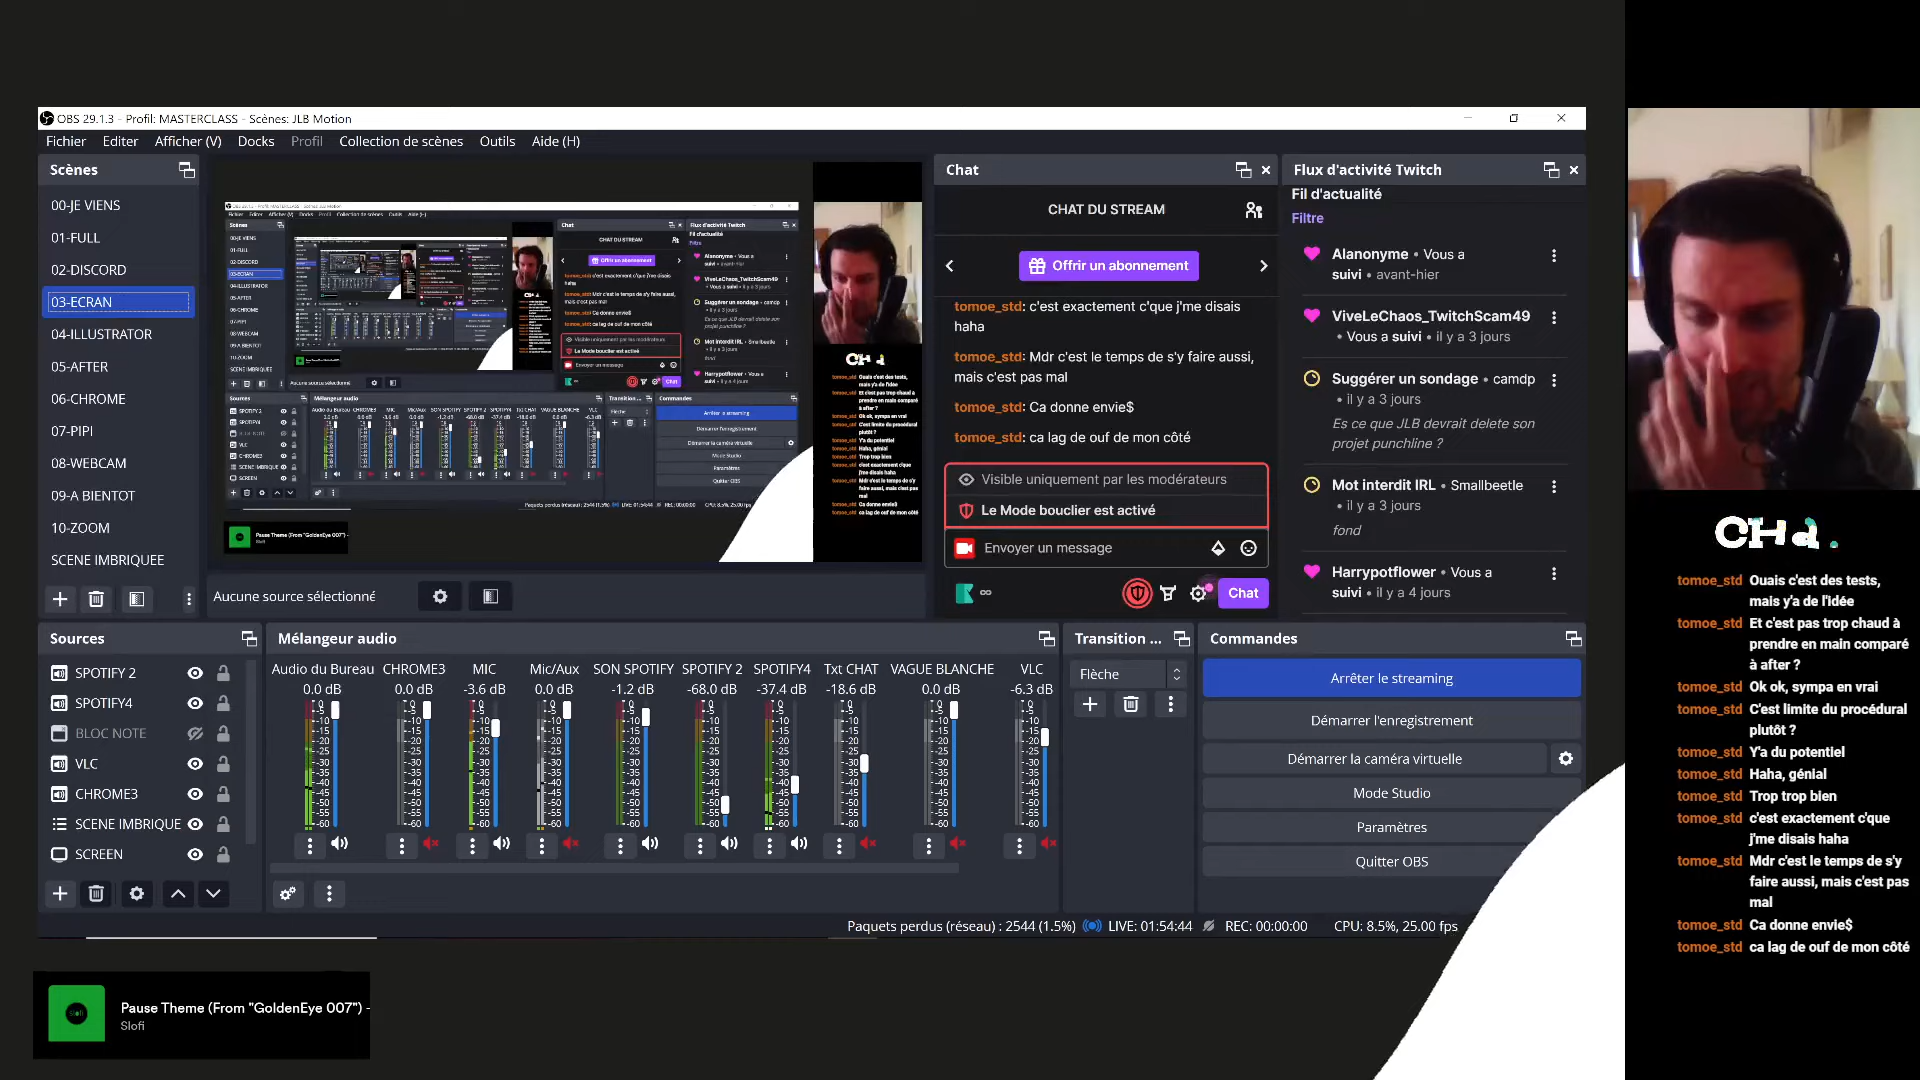 OBS 29.1.3 - Profil: MASTERCLASS - Scènes: JLB Motion
Fichier Editer Afficher (V) Docks Profil Collection de scènes Outils Aide (H)
Scènes
00-JE VIENS
01-FULL
02-DISCORD
03-ECRAN
04-ILLUSTRATOR
05-AFTER
06-CHROME
07-PIPI
08-WEBCAM
09-A BIENTOT
10-ZOOM
SCENE IMBRIQUEE
Aucune source sélectionné
Chat
CHAT DU STREAM
Offrir un abonnement
tomoe_std: c'est exactement c'que j'me disais
haha
tomoe_std: Mdr c'est le temps de s'y faire aussi,
mais c'est pas mal
tomoe_std: Ca donne envie$
tomoe_std: ca lag de ouf de mon côté
Visible uniquement par les modérateurs
Le Mode bouclier est activé
Envoyer un message
∞
Chat
Flux d'activité Twitch
Fil d'actualité
Filtre
Alanonyme • Vous a
suivi • avant-hier
ViveLeChaos_TwitchScam49
• Vous a suivi • il y a 3 jours
Suggérer un sondage • camdp
• il y a 3 jours
Es ce que JLB devrait delete son
projet punchline ?
Mot interdit IRL • Smallbeetle
• il y a 3 jours
fond
Harrypotflower • Vous a
suivi • il y a 4 jours
Sources
SPOTIFY 2
SPOTIFY4
BLOC NOTE
VLC
CHROME3
SCENE IMBRIQUE
SCREEN
Mélangeur audio
Audio du Bureau CHROME3 MIC Mic/Aux SON SPOTIFY SPOTIFY 2 SPOTIFY4 Txt CHAT VAGUE BLANCHE VLC
0.0 dB 0.0 dB -3.6 dB 0.0 dB -1.2 dB -68.0 dB -37.4 dB -18.6 dB 0.0 dB -6.3 dB
Transition ...
Flèche
Commandes
Arrêter le streaming
Démarrer l'enregistrement
Démarrer la caméra virtuelle
Mode Studio
Paramètres
Quitter OBS
Paquets perdus (réseau) : 2544 (1.5%) LIVE: 01:54:44 REC: 00:00:00 CPU: 8.5%, 25.00 fps
Pause Theme (From "GoldenEye 007") -
Slofi
tomoe_std Ouais c'est des tests,
mais y'a de l'idée
tomoe_std Et c'est pas trop chaud à
prendre en main comparé
à after ?
tomoe_std Ok ok, sympa en vrai
tomoe_std C'est limite du procédural
plutôt ?
tomoe_std Y'a du potentiel
tomoe_std Haha, génial
tomoe_std Trop trop bien
tomoe_std c'est exactement c'que
j'me disais haha
tomoe_std Mdr c'est le temps de s'y
faire aussi, mais c'est pas
mal
tomoe_std Ca donne envie$
tomoe_std ca lag de ouf de mon côté